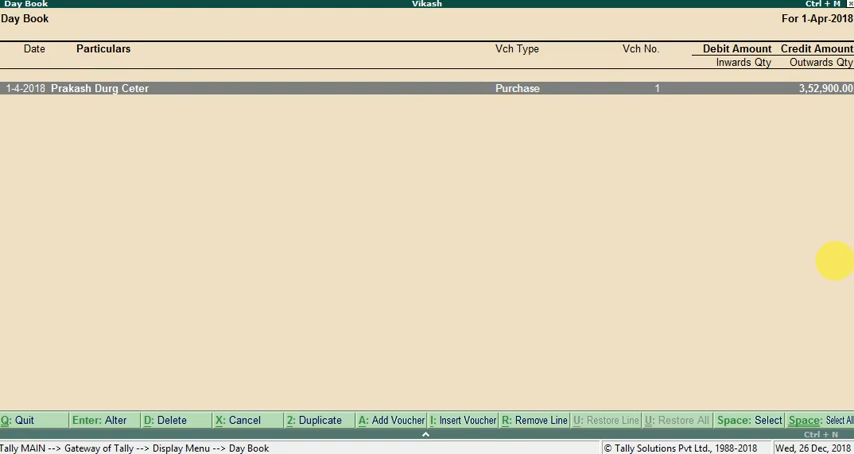 Day Book Vikash Ctrl + M
Day Book For 1-Apr-2018
Date Particulars Vch Type Vch No. Debit Amount Credit Amount
Inwards Qty Outwards Qty
1-4-2018 Prakash Durg Ceter Purchase 1 3,52,900.00
Q: Quit Enter: Alter D: Delete X: Cancel 2: Duplicate A: Add Voucher I: Insert Voucher R: Remove Line U: Restore Line U: Restore All Space: Select Space: Select All
Ctrl + N
Tally MAIN --> Gateway of Tally --> Display Menu --> Day Book © Tally Solutions Pvt Ltd., 1988-2018 Wed, 26 Dec, 2018